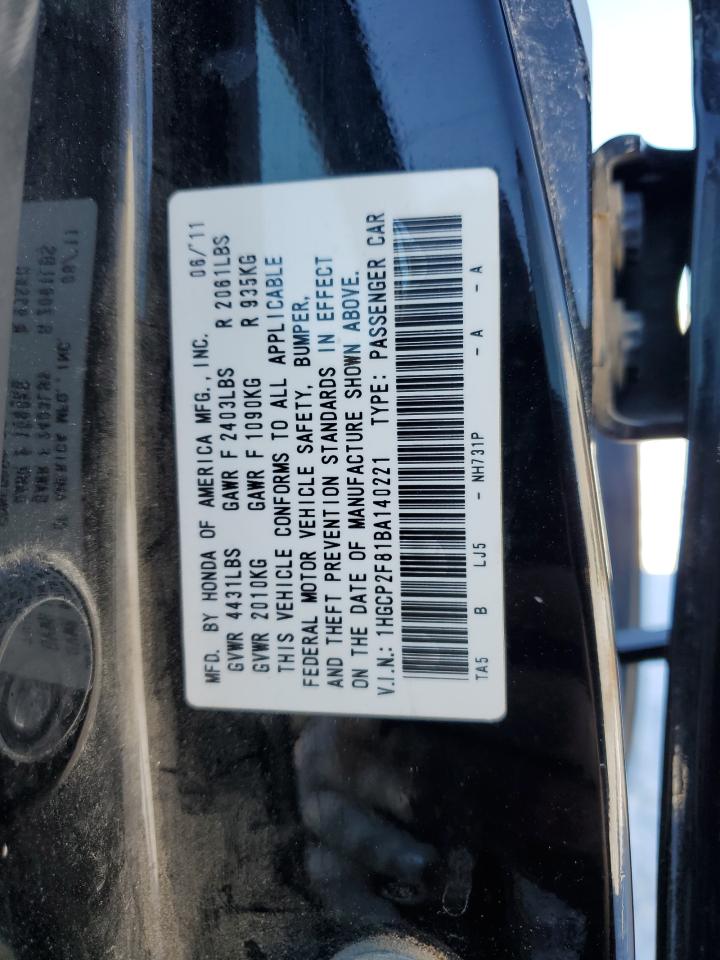 MFD. BY HONDA OF AMERICA MFG., INC. 06/'11
GVWR 4431LBS GAWR F 2403LBS R 2061LBS
GVWR 2010KG GAWR F 1090KG R 935KG
THIS VEHICLE CONFORMS TO ALL APPLICABLE
FEDERAL MOTOR VEHICLE SAFETY, BUMPER,
AND THEFT PREVENTION STANDARDS IN EFFECT
ON THE DATE OF MANUFACTURE SHOWN ABOVE.
V.I.N.: 1HGCP2F81BA140221 TYPE: PASSENGER CAR
TA5 B LJ5 - NH731P - A - A